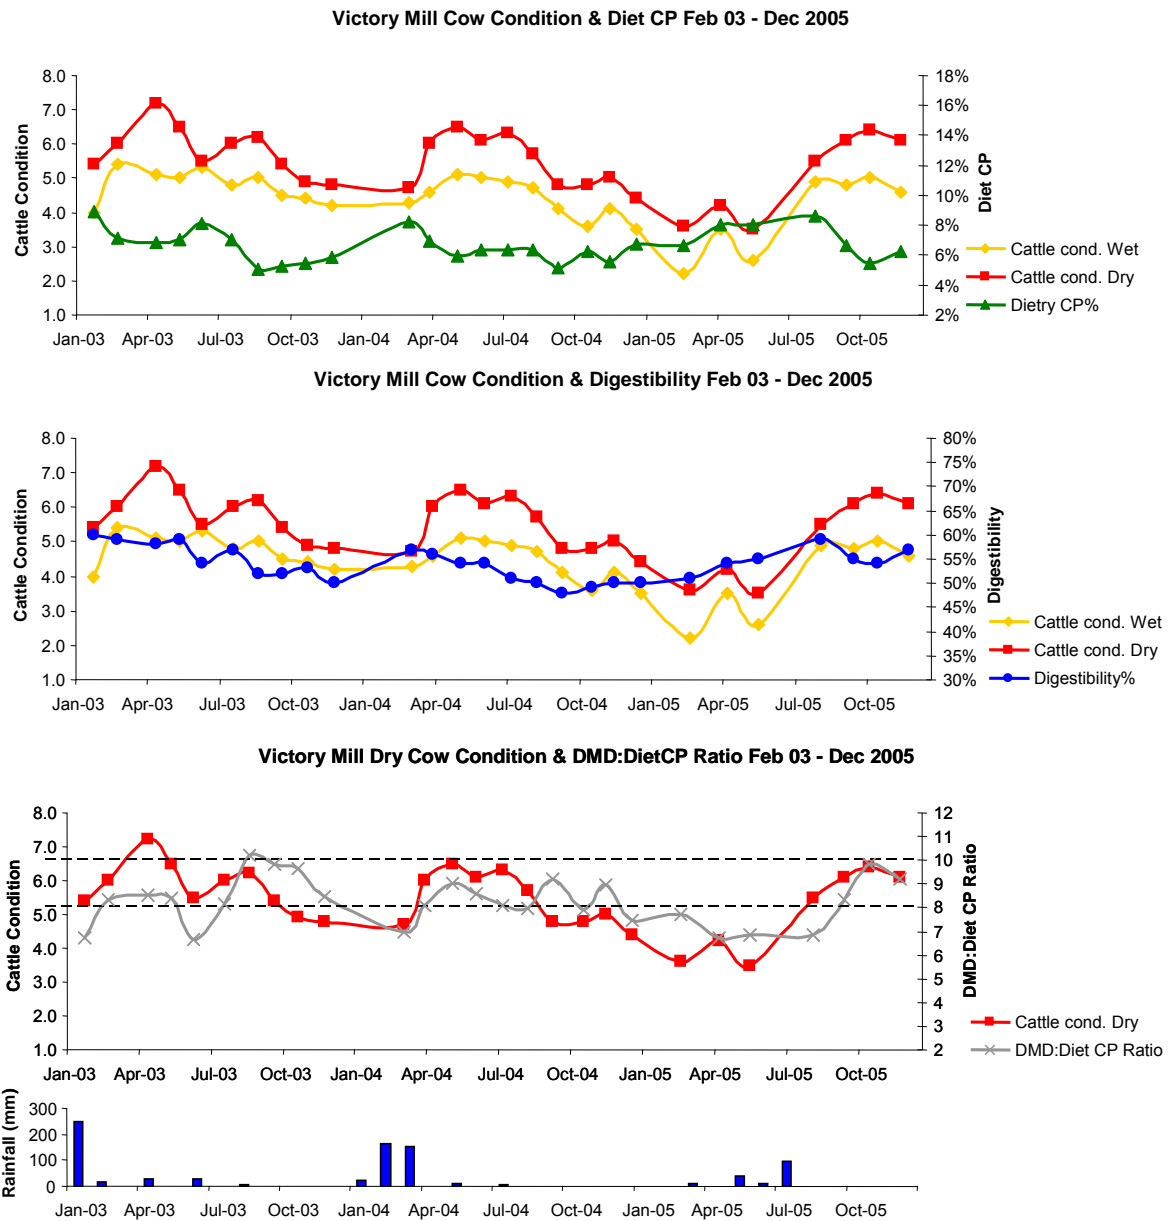 Victory Mill Cow Condition & Diet CP Feb 03 - Dec 2005
Cattle Condition
8.0
7.0
6.0
5.0
4.0
3.0
2.0
1.0
18%
16%
14%
12%
10%
8%
6%
4%
2%
Diet CP
Cattle cond. Wet
Cattle cond. Dry
Dietry CP%
Jan-03 Apr-03 Jul-03 Oct-03 Jan-04 Apr-04 Jul-04 Oct-04 Jan-05 Apr-05 Jul-05 Oct-05
Victory Mill Cow Condition & Digestibility Feb 03 - Dec 2005
Cattle Condition
8.0
7.0
6.0
5.0
4.0
3.0
2.0
1.0
80%
75%
70%
65%
60%
55%
50%
45%
40%
35%
30%
Digestibility
Cattle cond. Wet
Cattle cond. Dry
Digestibility%
Jan-03 Apr-03 Jul-03 Oct-03 Jan-04 Apr-04 Jul-04 Oct-04 Jan-05 Apr-05 Jul-05 Oct-05
Victory Mill Dry Cow Condition & DMD:DietCP Ratio Feb 03 - Dec 2005
Cattle Condition
8.0
7.0
6.0
5.0
4.0
3.0
2.0
1.0
12
11
10
9
8
7
6
5
4
3
2
DMD:Diet CP Ratio
Cattle cond. Dry
DMD:Diet CP Ratio
Jan-03 Apr-03 Jul-03 Oct-03 Jan-04 Apr-04 Jul-04 Oct-04 Jan-05 Apr-05 Jul-05 Oct-05
Rainfall (mm)
300
200
100
0
Jan-03 Apr-03 Jul-03 Oct-03 Jan-04 Apr-04 Jul-04 Oct-04 Jan-05 Apr-05 Jul-05 Oct-05